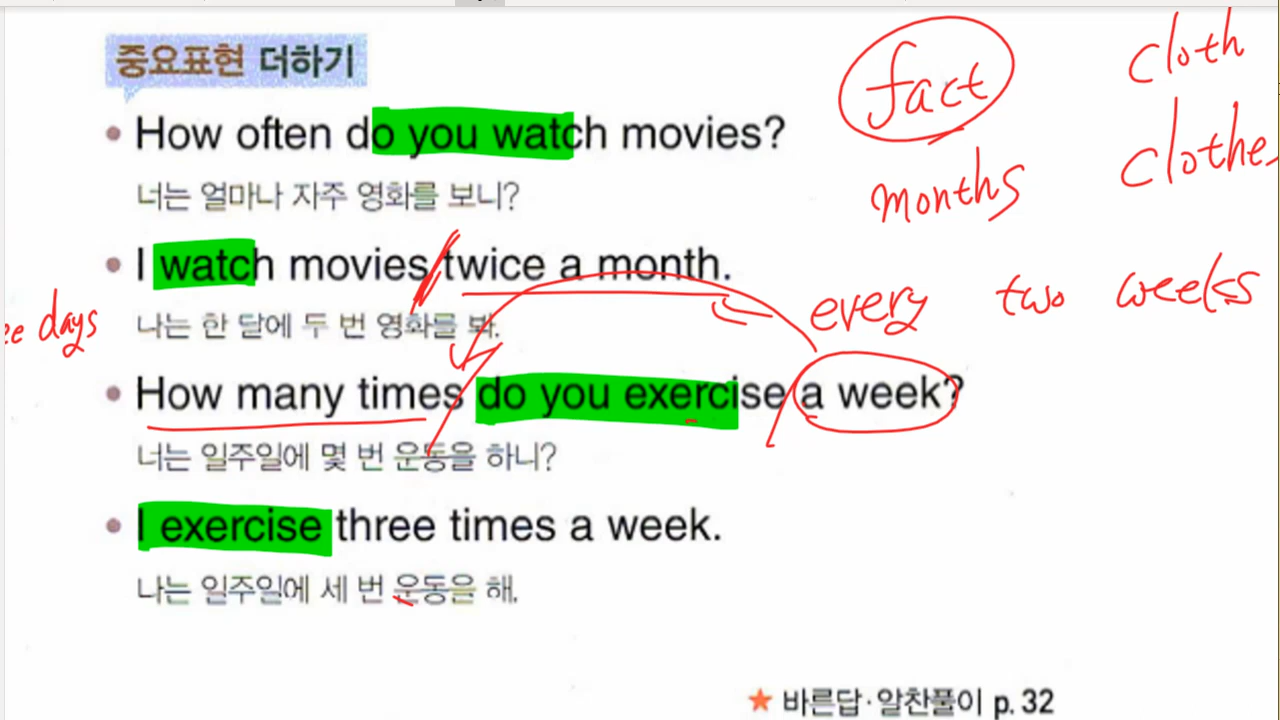 중요표현 더하기
fact
cloth
• How often do you watch movies?
months
clothe
너는 얼마나 자주 영화를 보니?
• I watch movies twice a month.
every two weeks
days
나는 한 달에 두 번 영화를 봐.
• How many times do you exercise a week?
너는 일주일에 몇 번 운동을 하니?
• I exercise three times a week.
나는 일주일에 세 번 운동을 해.
★ 바른답·알찬풀이 p. 32